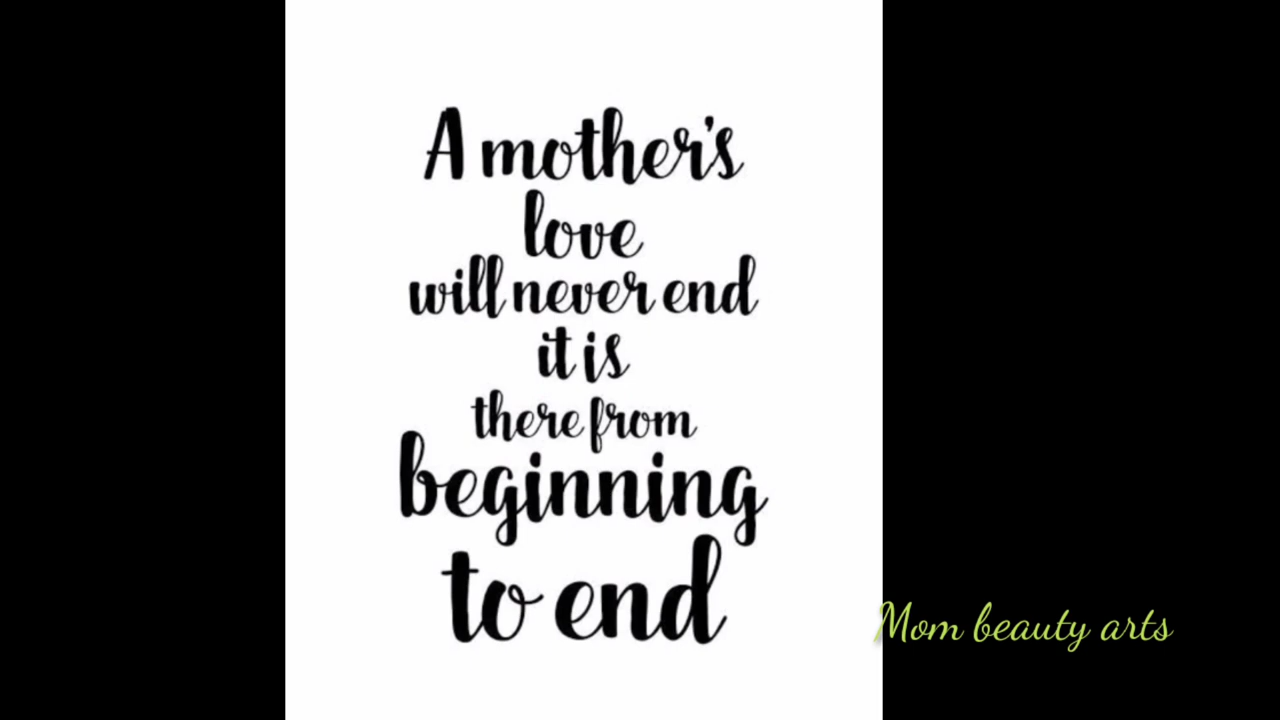 A mother's
love
will never end
it is
there from
beginning
to end
Mom beauty arts